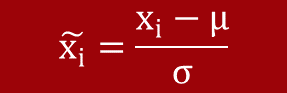 x̃ᵢ = (xᵢ − μ) / σ